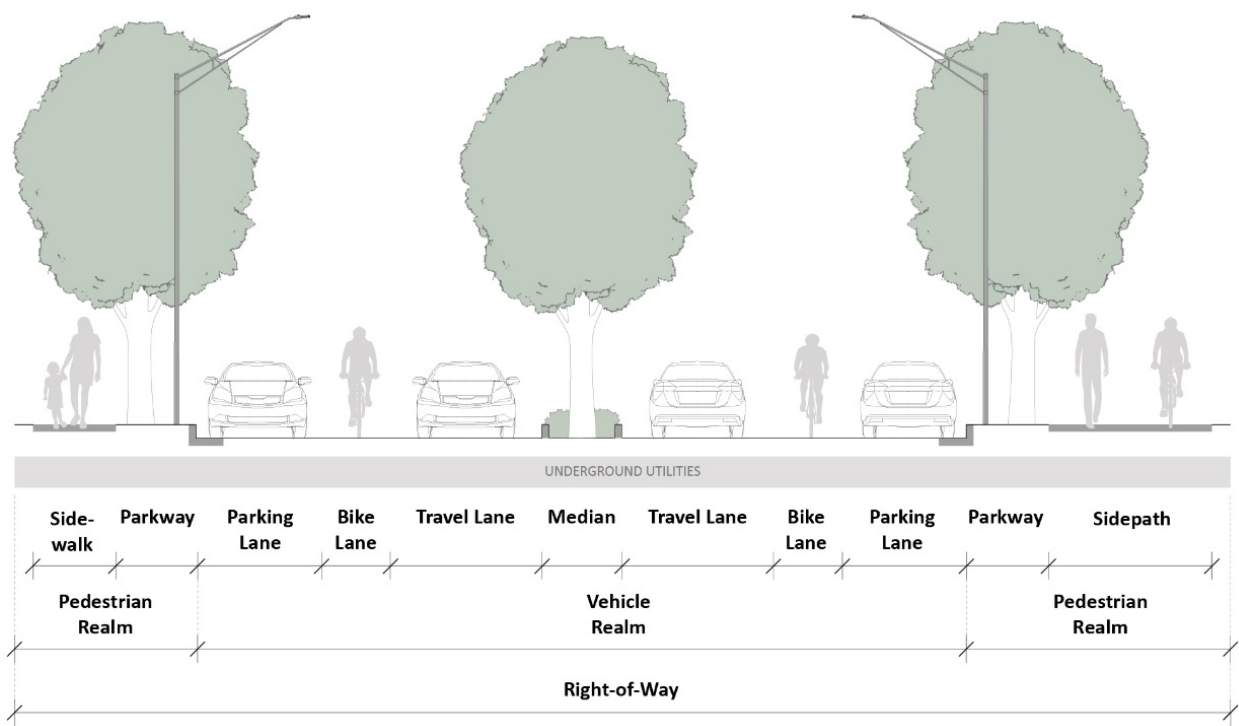 UNDERGROUND UTILITIES
Side-
walk
Parkway
Parking
Lane
Bike
Lane
Travel Lane
Median
Travel Lane
Bike
Lane
Parking
Lane
Parkway
Sidepath
Pedestrian
Realm
Vehicle
Realm
Pedestrian
Realm
Right-of-Way